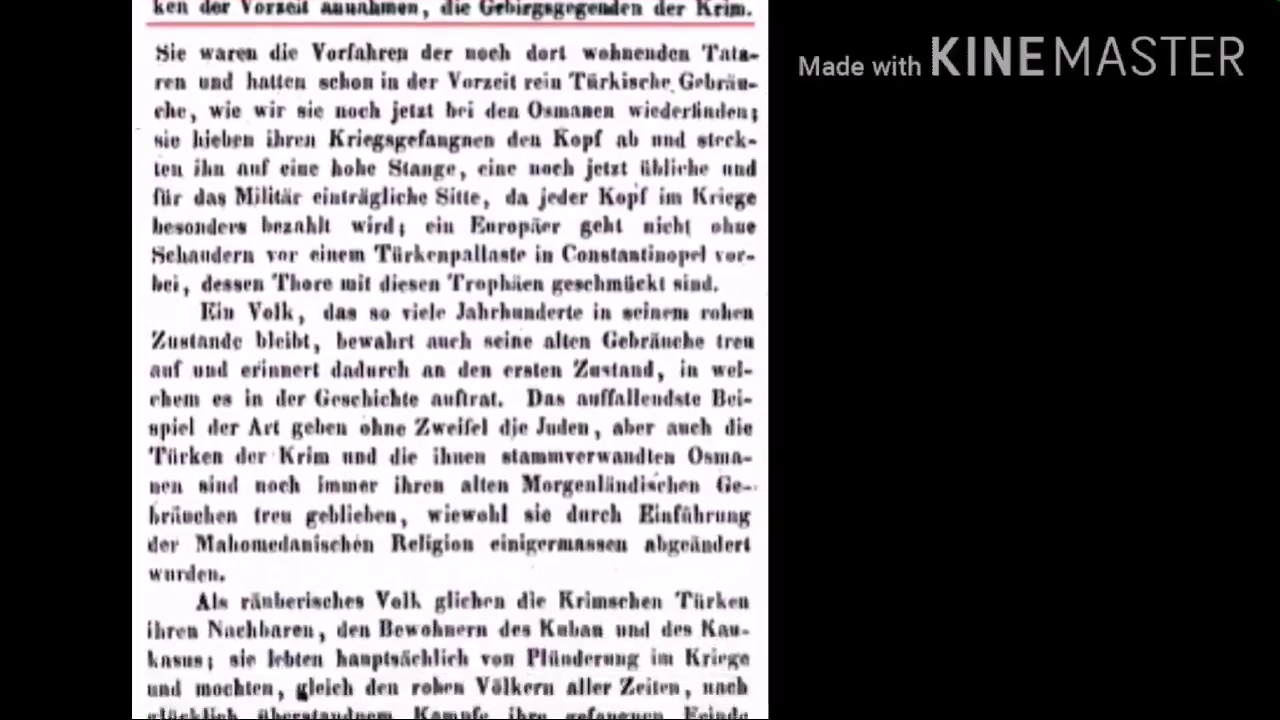 ken der Vorzeit annahmen, die Gebirgsgegenden der Krim.
Sie waren die Vorfahren der noch dort wohnenden Tata-
ren und hatten schon in der Vorzeit rein Türkische Gebräu-
che, wie wir sie noch jetzt bei den Osmanen wiederfinden;
sie hieben ihren Kriegsgefangnen den Kopf ab und steck-
ten ihn auf eine hohe Stange, eine noch jetzt übliche und
für das Militär einträgliche Sitte, da jeder Kopf im Kriege
besonders bezahlt wird; ein Europäer geht nicht ohne
Schaudern vor einem Türkenpallaste in Constantinopel vor-
bei, dessen Thore mit diesen Trophäen geschmückt sind.
Ein Volk, das so viele Jahrhunderte in seinem rohen
Zustande bleibt, bewahrt auch seine alten Gebräuche treu
auf und erinnert dadurch an den ersten Zustand, in wel-
chem es in der Geschichte auftrat. Das auffallendste Bei-
spiel der Art geben ohne Zweifel die Juden, aber auch die
Türken der Krim und die ihnen stammverwandten Osma-
nen sind noch immer ihren alten Morgenländischen Ge-
bräuchen treu geblieben, wiewohl sie durch Einführung
der Mahomedanischen Religion einigermassen abgeändert
wurden.
Als räuberisches Volk glichen die Krimschen Türken
ihren Nachbaren, den Bewohnern des Kuban und des Kau-
kasus; sie lebten hauptsächlich von Plünderung im Kriege
und mochten, gleich den rohen Völkern aller Zeiten, nach
glücklich überstandnem Kampfe ihre gefangnen Feinde
Made with KINEMASTER